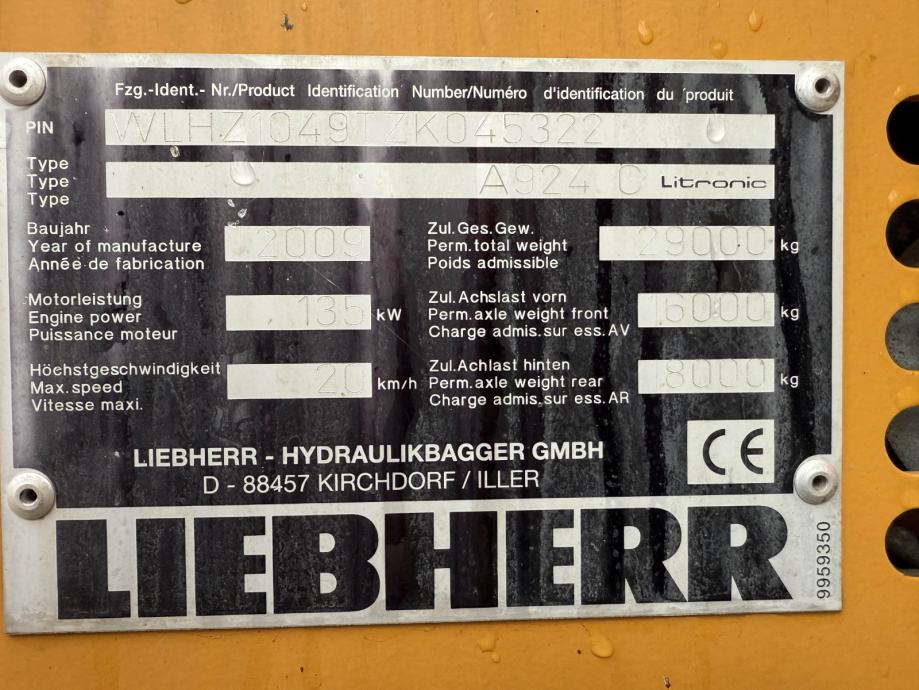 Fzg.-Ident.- Nr./Product Identification Number/Numéro d'identification du produit
PIN WLHZ1049TZK045322
Type
Type A924 C Litronic
Type
Baujahr
Year of manufacture 2009
Année de fabrication
Zul.Ges.Gew.
Perm.total weight 29000 kg
Poids admissible
Motorleistung
Engine power 135 kW
Puissance moteur
Zul.Achslast vorn
Perm.axle weight front 6000 kg
Charge admis.sur ess.AV
Höchstgeschwindigkeit
Max.speed 20 km/h
Vitesse maxi.
Zul.Achlast hinten
Perm.axle weight rear 8000 kg
Charge admis.sur ess.AR
LIEBHERR - HYDRAULIKBAGGER GMBH
D - 88457 KIRCHDORF / ILLER
CE
LIEBHERR
9959350